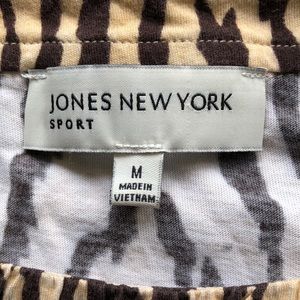 JONES NEW YORK
SPORT
M
MADE IN
VIETNAM